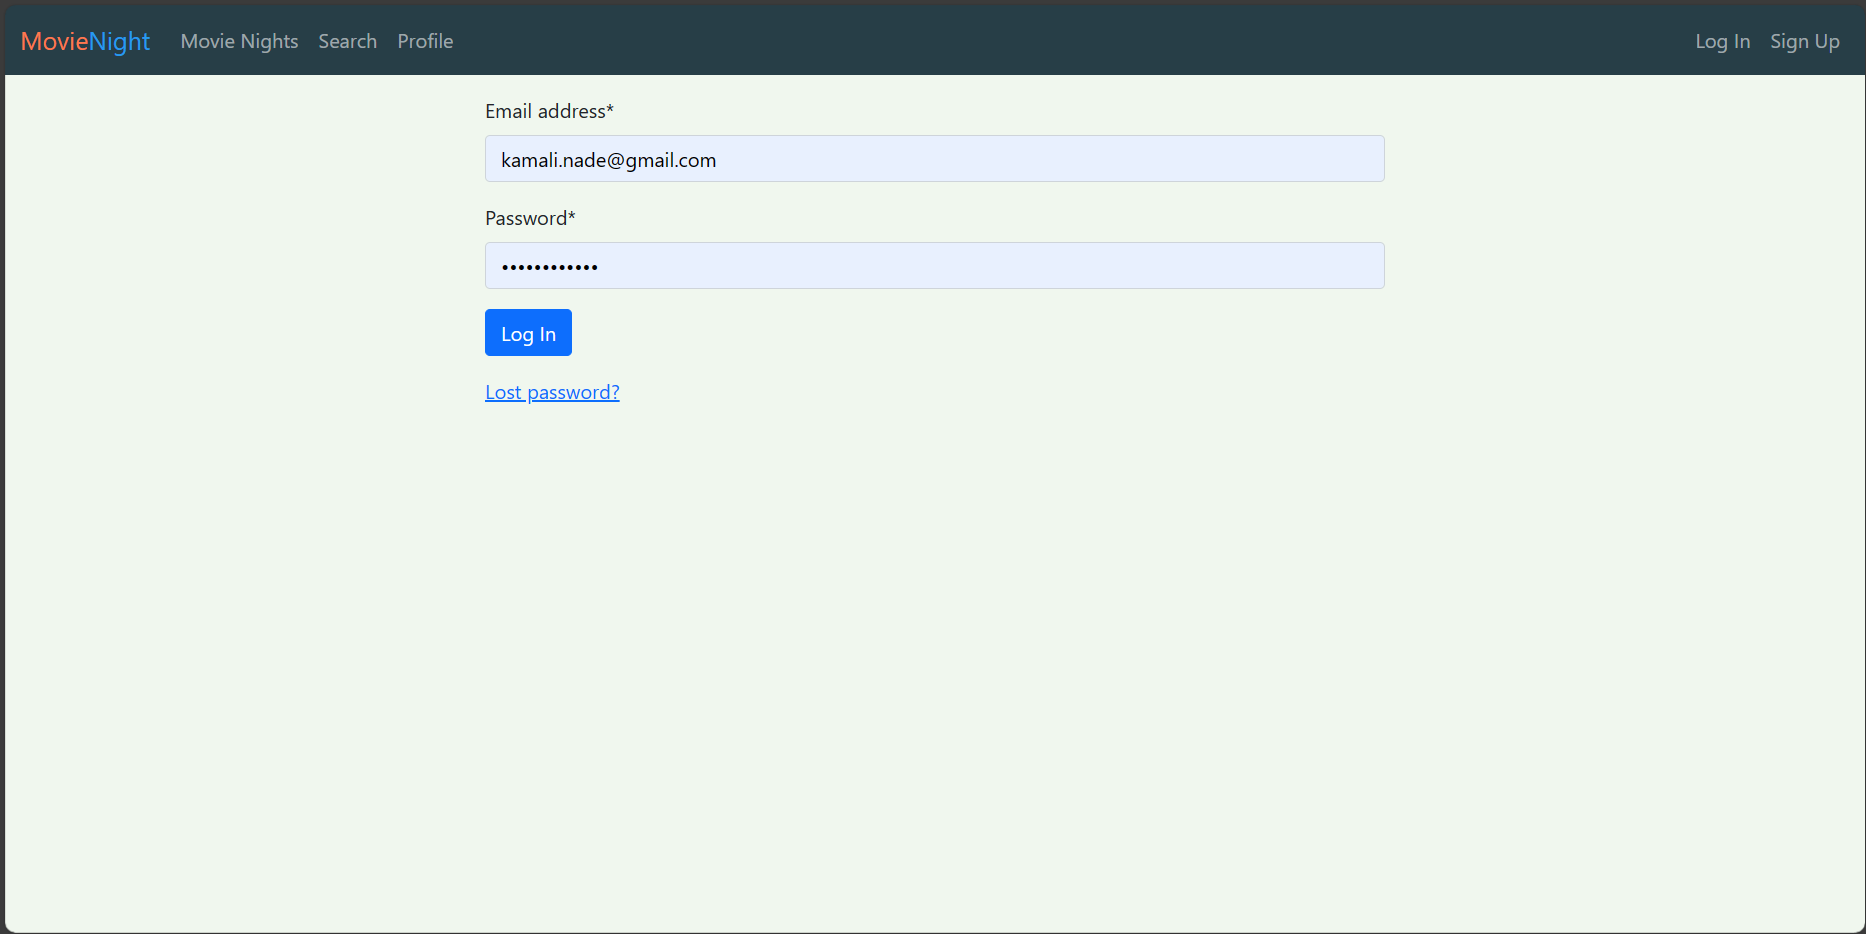 MovieNight Movie Nights Search Profile Log In Sign Up
Email address*
kamali.nade@gmail.com
Password*
••••••••••••
Log In
Lost password?